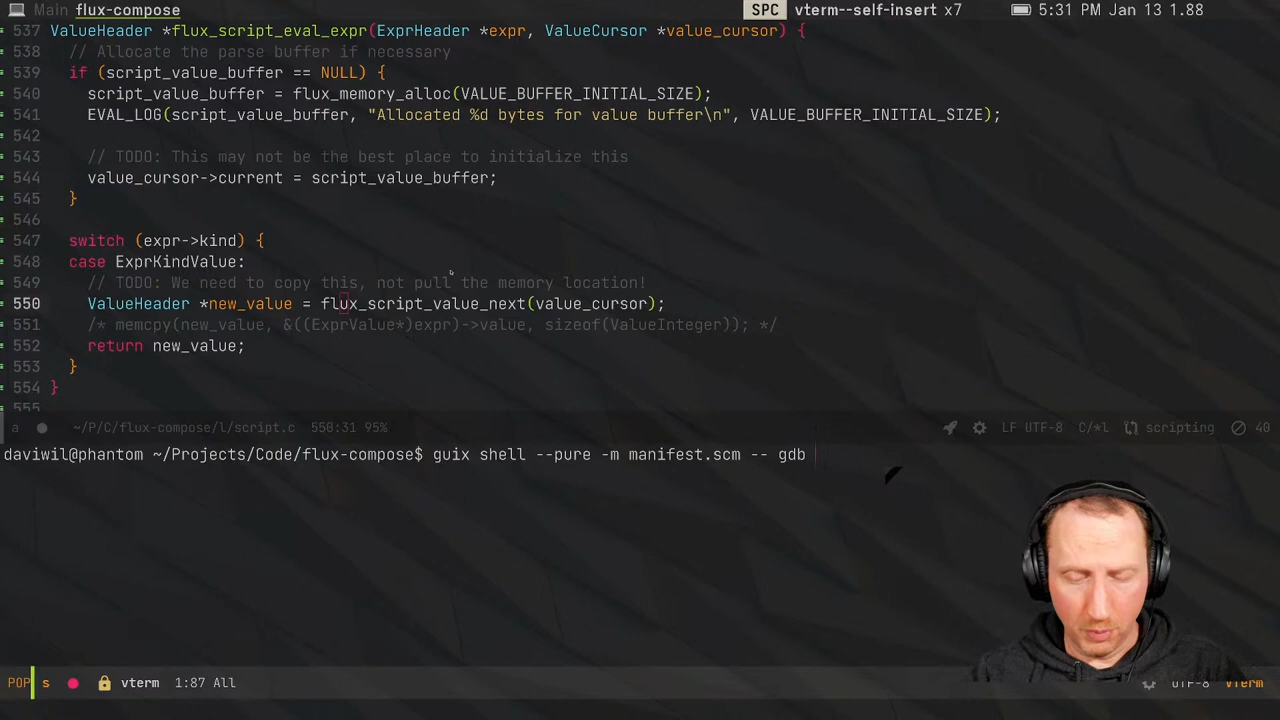 Main flux-compose SPC vterm--self-insert x7 5:31 PM Jan 13 1.88
537 ValueHeader *flux_script_eval_expr(ExprHeader *expr, ValueCursor *value_cursor) {
538 // Allocate the parse buffer if necessary
539 if (script_value_buffer == NULL) {
540 script_value_buffer = flux_memory_alloc(VALUE_BUFFER_INITIAL_SIZE);
541 EVAL_LOG(script_value_buffer, "Allocated %d bytes for value buffer\n", VALUE_BUFFER_INITIAL_SIZE);
542
543 // TODO: This may not be the best place to initialize this
544 value_cursor->current = script_value_buffer;
545 }
546
547 switch (expr->kind) {
548 case ExprKindValue:
549 // TODO: We need to copy this, not pull the memory location!
550 ValueHeader *new_value = flux_script_value_next(value_cursor);
551 /* memcpy(new_value, &((ExprValue*)expr)->value, sizeof(ValueInteger)); */
552 return new_value;
553 }
554 }
555
a ~/P/C/flux-compose/l/script.c 550:31 95% LF UTF-8 C/*l scripting 40
daviwil@phantom ~/Projects/Code/flux-compose$ guix shell --pure -m manifest.scm -- gdb
POP s vterm 1:87 All UTF-8 VTerm